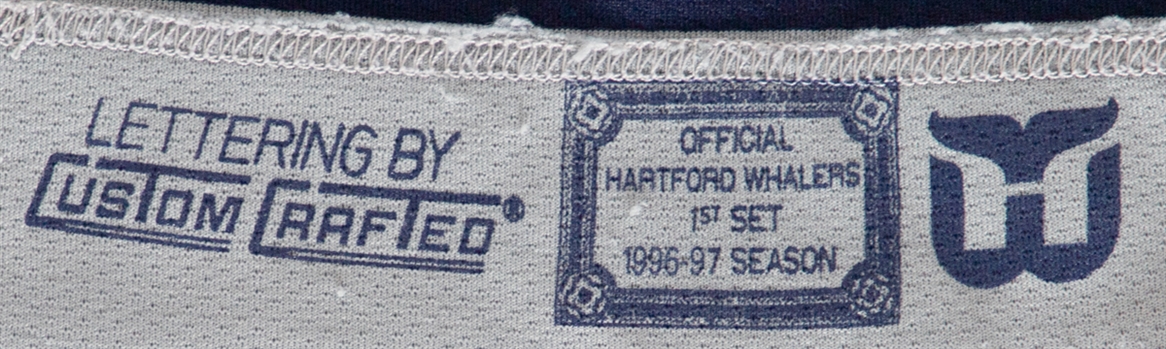 LETTERING BY
CUSTOM CRAFTED®
OFFICIAL
HARTFORD WHALERS
1ST SET
1996-97 SEASON